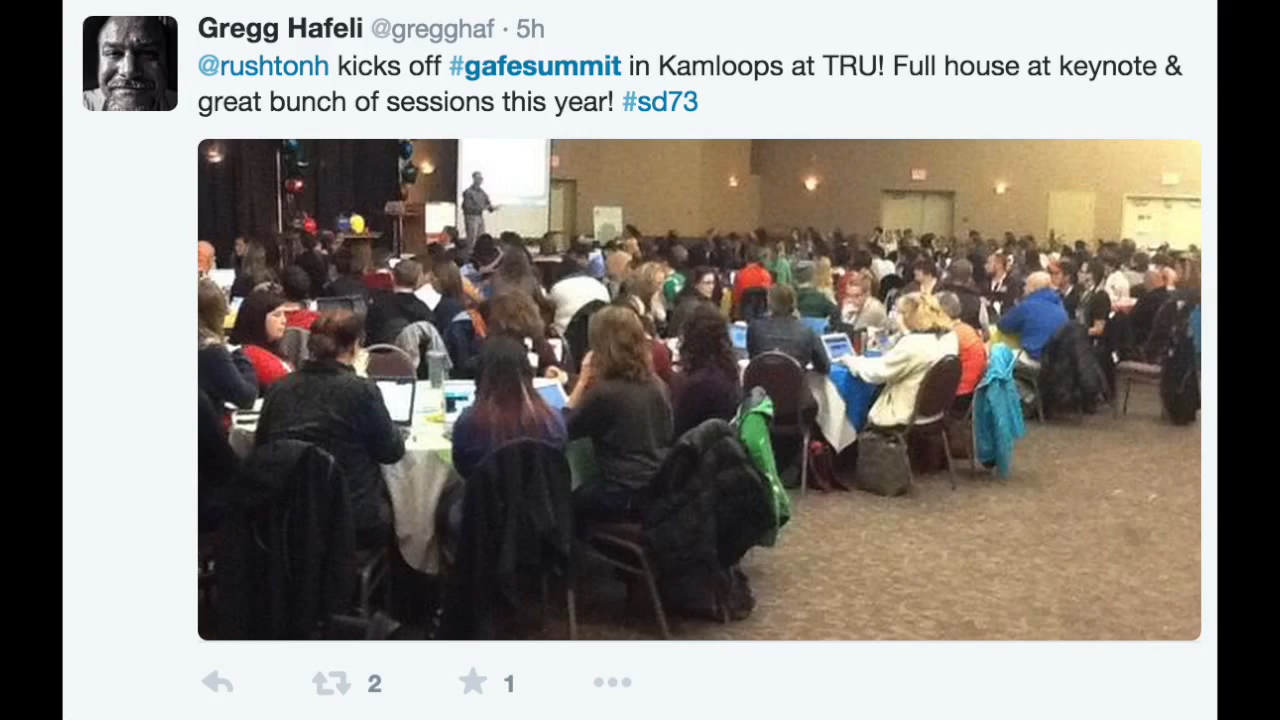 Gregg Hafeli @gregghaf · 5h
@rushtonh kicks off #gafesummit in Kamloops at TRU! Full house at keynote &
great bunch of sessions this year! #sd73
2 1